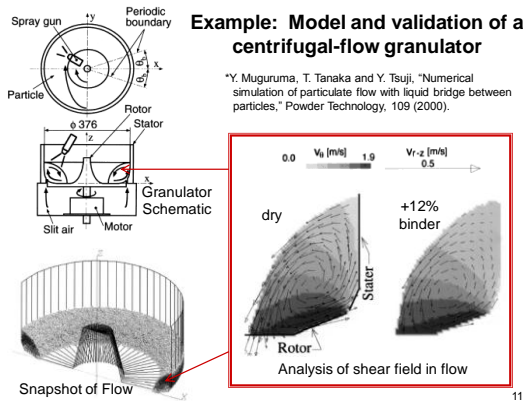 Example: Model and validation of a
centrifugal-flow granulator
*Y. Muguruma, T. Tanaka and Y. Tsuji, "Numerical
simulation of particulate flow with liquid bridge between
particles," Powder Technology, 109 (2000).
Spray gun
y
Periodic
boundary
θb
x
θb
Particle
Rotor
Stator
ϕ 376
z
x
Granulator
Schematic
Slit air
Motor
z
x
Snapshot of Flow
0.0 Vθ [m/s] 1.9
Vr-z [m/s]
0.5
dry
+12%
binder
Stater
Rotor
Analysis of shear field in flow
11